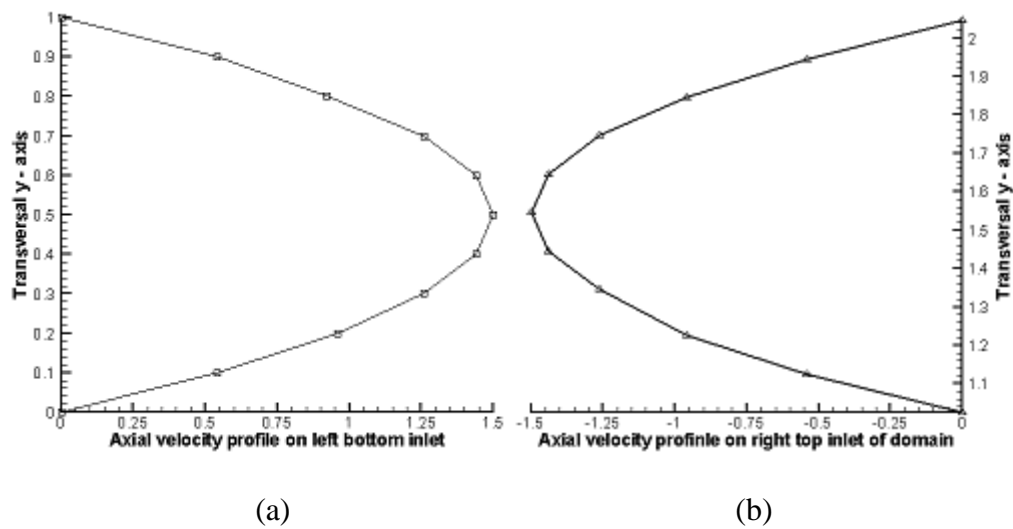 Transversal y - axis
1
0.9
0.8
0.7
0.6
0.5
0.4
0.3
0.2
0.1
0
0 0.25 0.5 0.75 1 1.25 1.5
Axial velocity profile on left bottom inlet
(a)
-1.5 -1.25 -1 -0.75 -0.5 -0.25 0
Axial velocity profinle on right top inlet of domain
2
1.9
1.8
1.7
1.6
1.5
1.4
1.3
1.2
1.1
Transversal y - axis
(b)